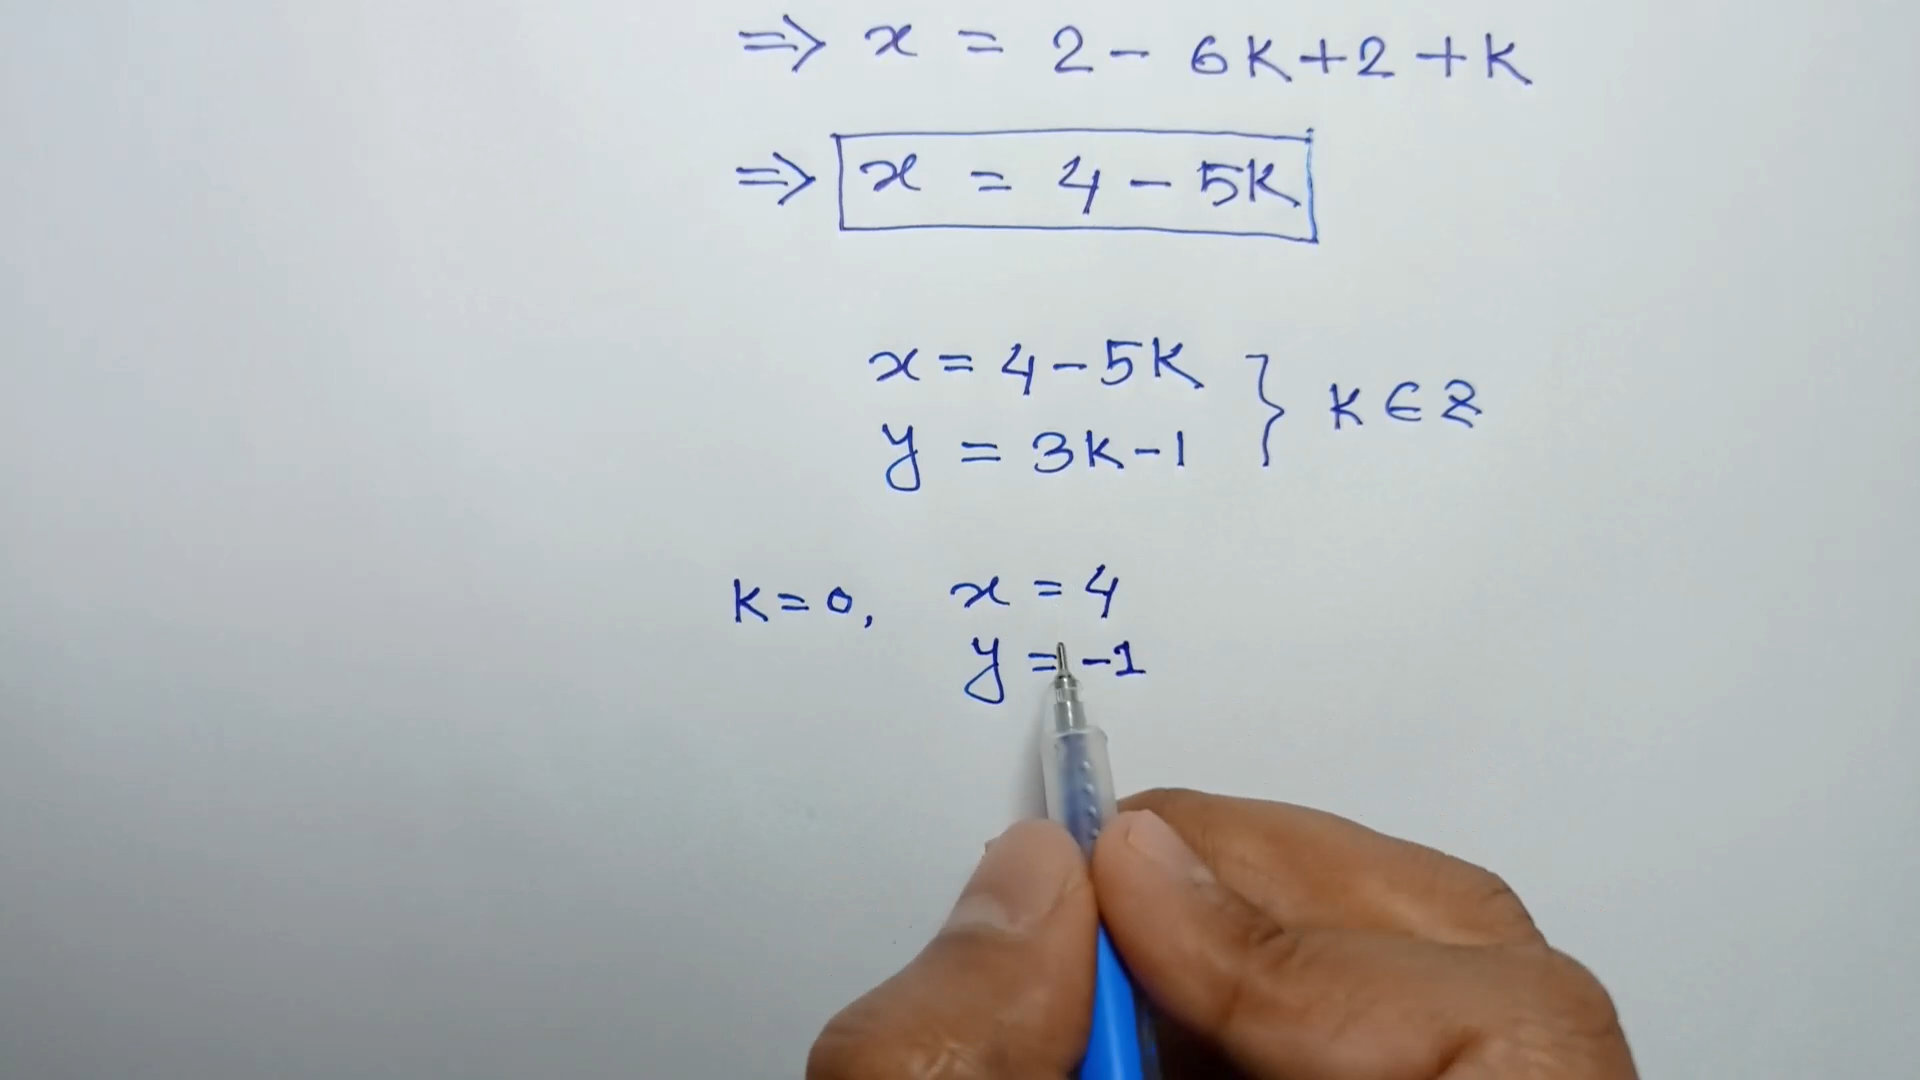 ⇒ x = 2 - 6K+2+K
⇒ x = 4 - 5K
x = 4 - 5K
y = 3K-1 } K ∈ Z
K=0, x = 4
y = -1